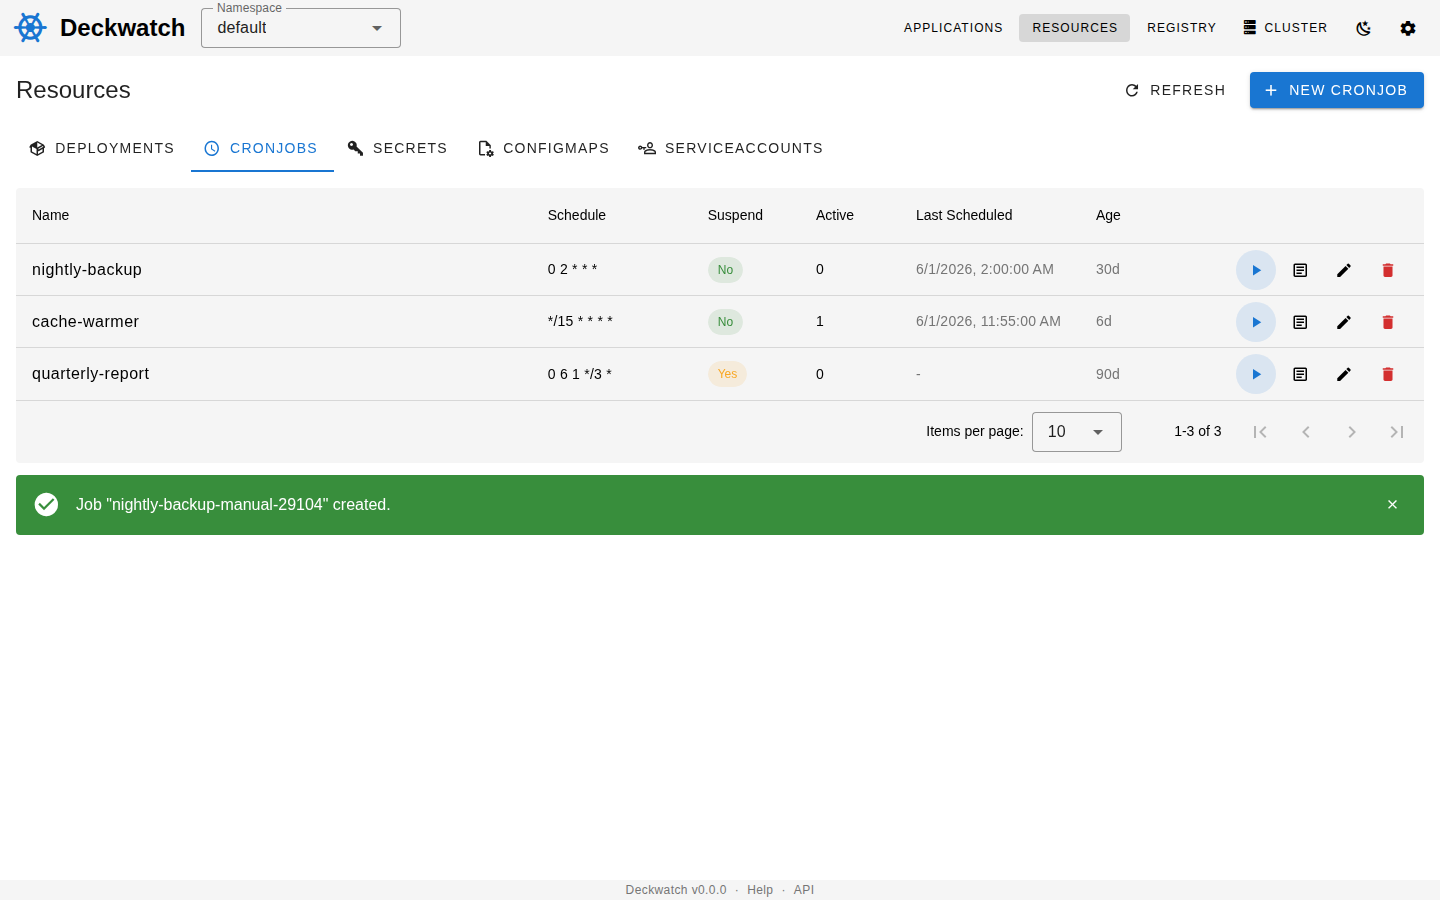 Deckwatch
Namespace
default
APPLICATIONS
RESOURCES
REGISTRY
CLUSTER
Resources
REFRESH
NEW CRONJOB
DEPLOYMENTS
CRONJOBS
SECRETS
CONFIGMAPS
SERVICEACCOUNTS
Name Schedule Suspend Active Last Scheduled Age
nightly-backup 0 2 * * * No 0 6/1/2026, 2:00:00 AM 30d
cache-warmer */15 * * * * No 1 6/1/2026, 11:55:00 AM 6d
quarterly-report 0 6 1 */3 * Yes 0 - 90d
Items per page: 10 1-3 of 3
Job "nightly-backup-manual-29104" created.
Deckwatch v0.0.0 · Help · API